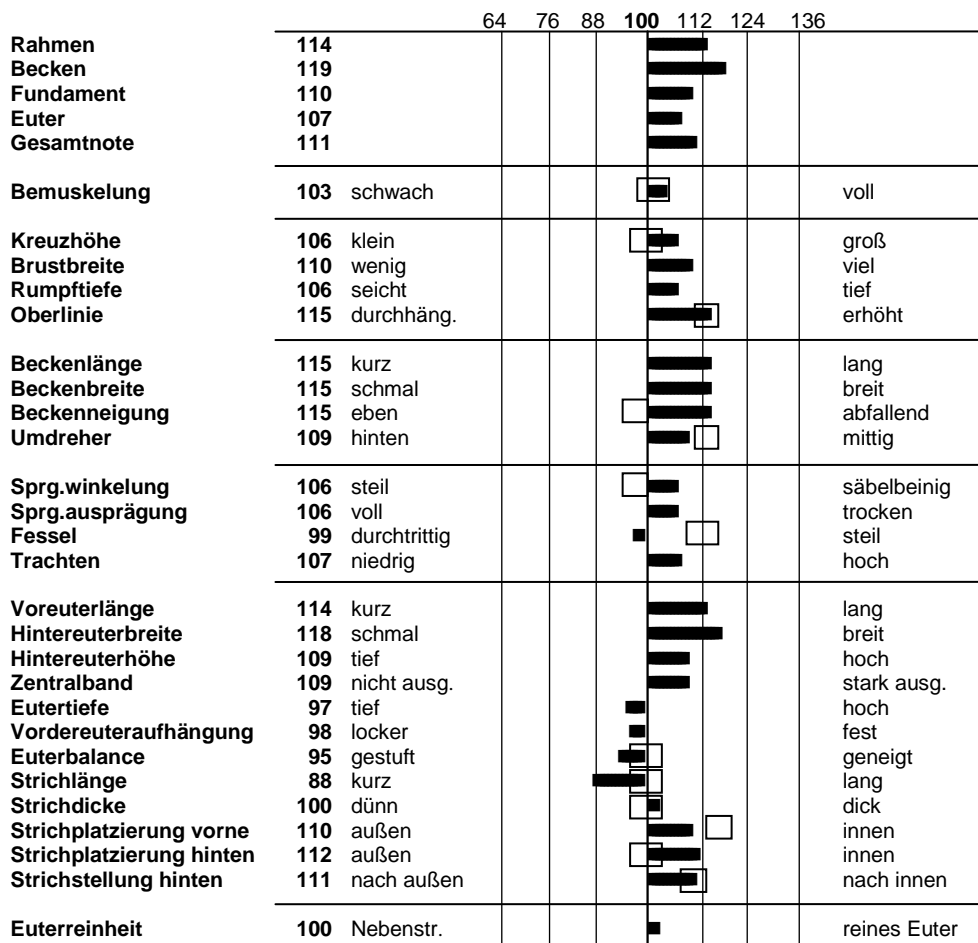 64 76 88 100 112 124 136
Rahmen 114
Becken 119
Fundament 110
Euter 107
Gesamtnote 111
Bemuskelung 103 schwach voll
Kreuzhöhe 106 klein groß
Brustbreite 110 wenig viel
Rumpftiefe 106 seicht tief
Oberlinie 115 durchhäng. erhöht
Beckenlänge 115 kurz lang
Beckenbreite 115 schmal breit
Beckenneigung 115 eben abfallend
Umdreher 109 hinten mittig
Sprg.winkelung 106 steil säbelbeinig
Sprg.ausprägung 106 voll trocken
Fessel 99 durchtrittig steil
Trachten 107 niedrig hoch
Voreuterlänge 114 kurz lang
Hintereuterbreite 118 schmal breit
Hintereuterhöhe 109 tief hoch
Zentralband 109 nicht ausg. stark ausg.
Eutertiefe 97 tief hoch
Vordereuteraufhängung 98 locker fest
Euterbalance 95 gestuft geneigt
Strichlänge 88 kurz lang
Strichdicke 100 dünn dick
Strichplatzierung vorne 110 außen innen
Strichplatzierung hinten 112 außen innen
Strichstellung hinten 111 nach außen nach innen
Euterreinheit 100 Nebenstr. reines Euter